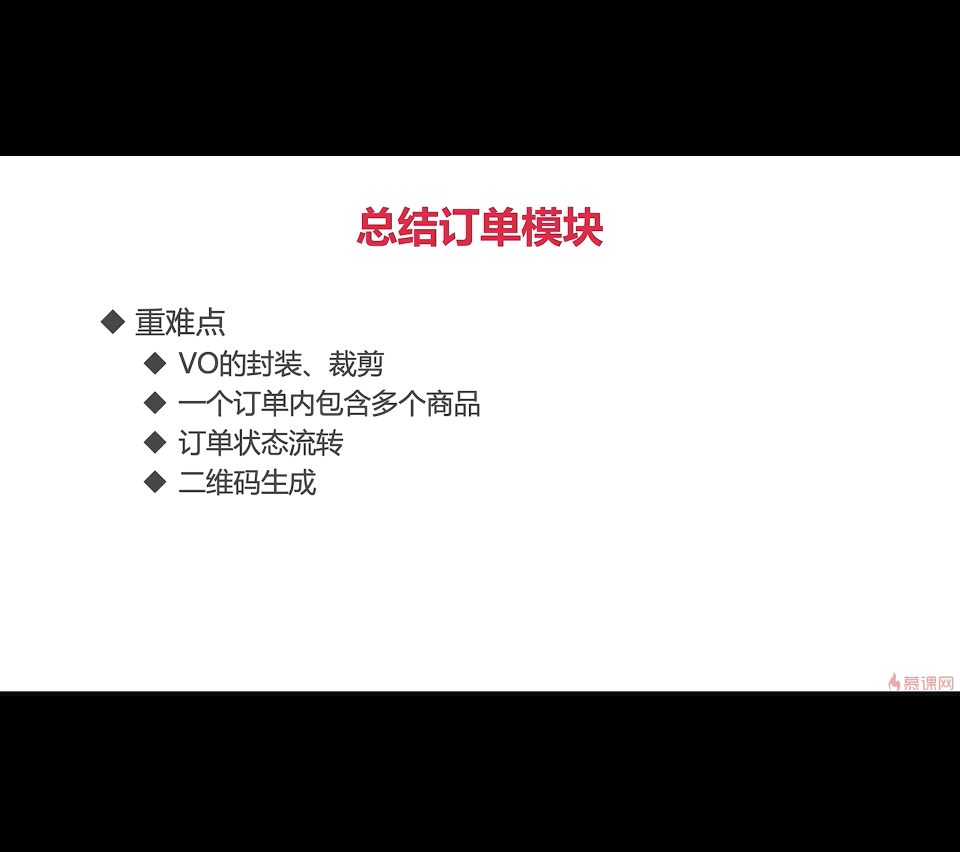 总结订单模块
重难点
VO的封装、裁剪
一个订单内包含多个商品
订单状态流转
二维码生成
慕课网